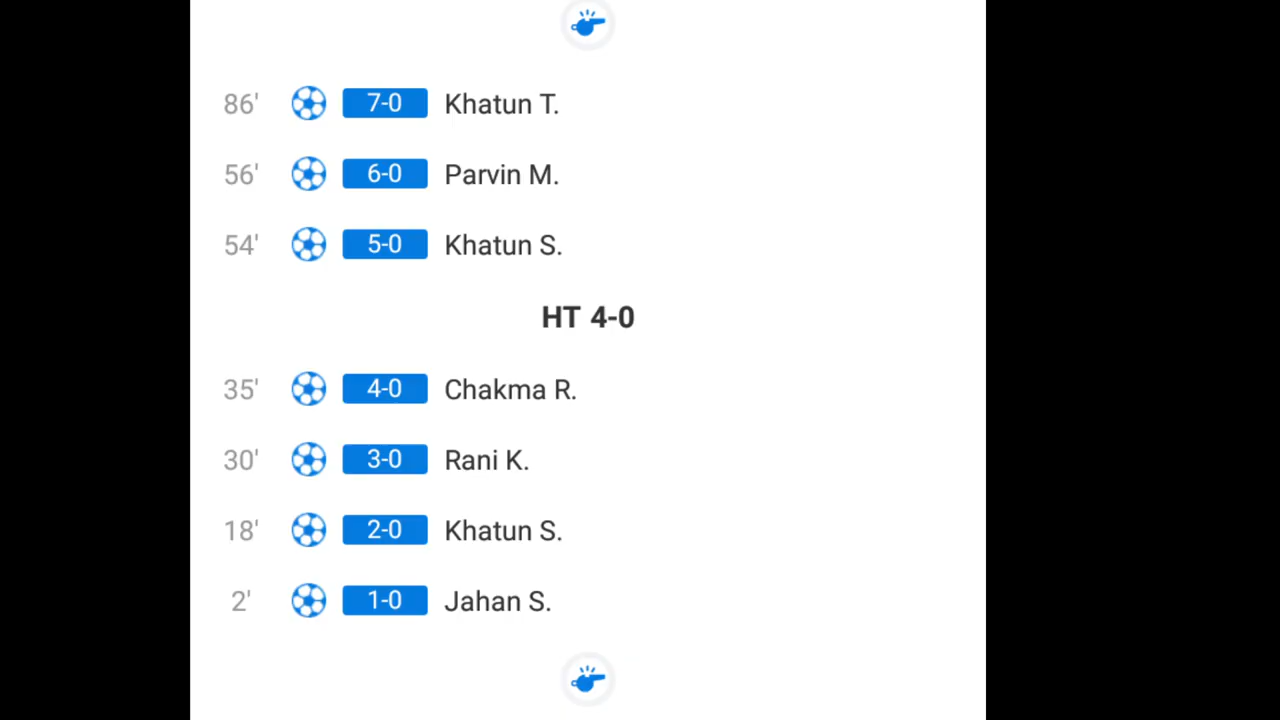 86' 7-0 Khatun T.
56' 6-0 Parvin M.
54' 5-0 Khatun S.
HT 4-0
35' 4-0 Chakma R.
30' 3-0 Rani K.
18' 2-0 Khatun S.
2' 1-0 Jahan S.